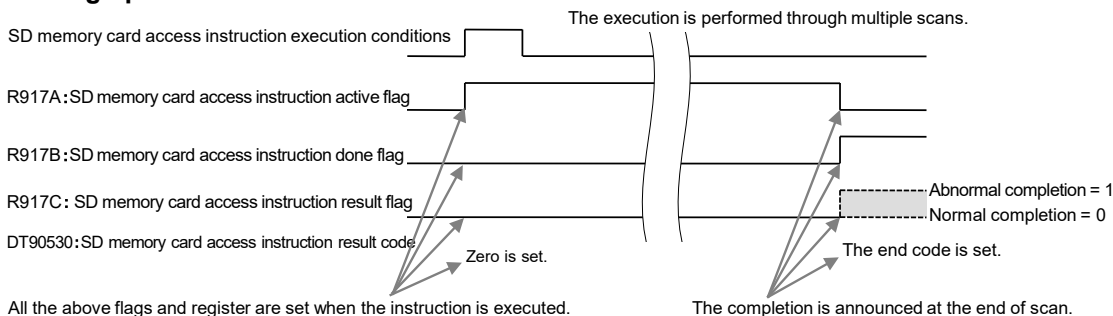 The execution is performed through multiple scans.
SD memory card access instruction execution conditions
R917A:SD memory card access instruction active flag
R917B:SD memory card access instruction done flag
R917C: SD memory card access instruction result flag
Abnormal completion = 1
Normal completion = 0
DT90530:SD memory card access instruction result code
Zero is set.
The end code is set.
All the above flags and register are set when the instruction is executed.
The completion is announced at the end of scan.